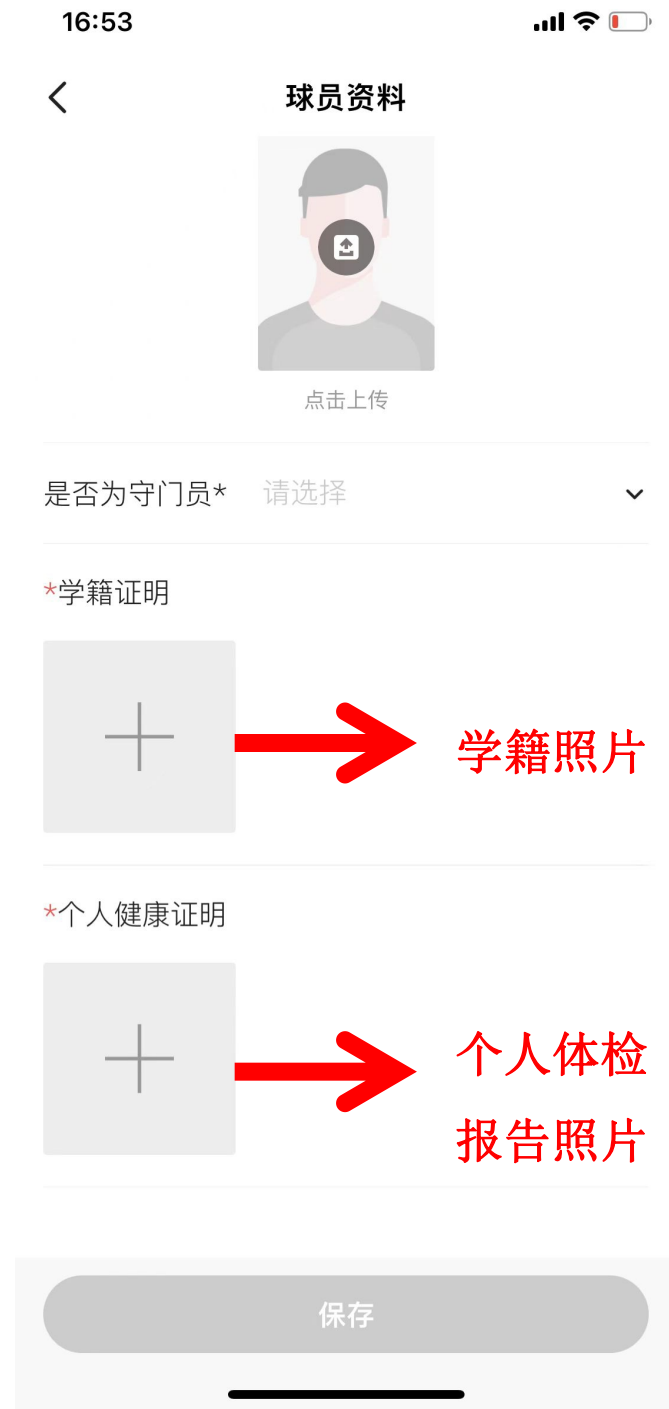 16:53
球员资料
点击上传
是否为守门员* 请选择
*学籍证明
学籍照片
*个人健康证明
个人体检
报告照片
保存